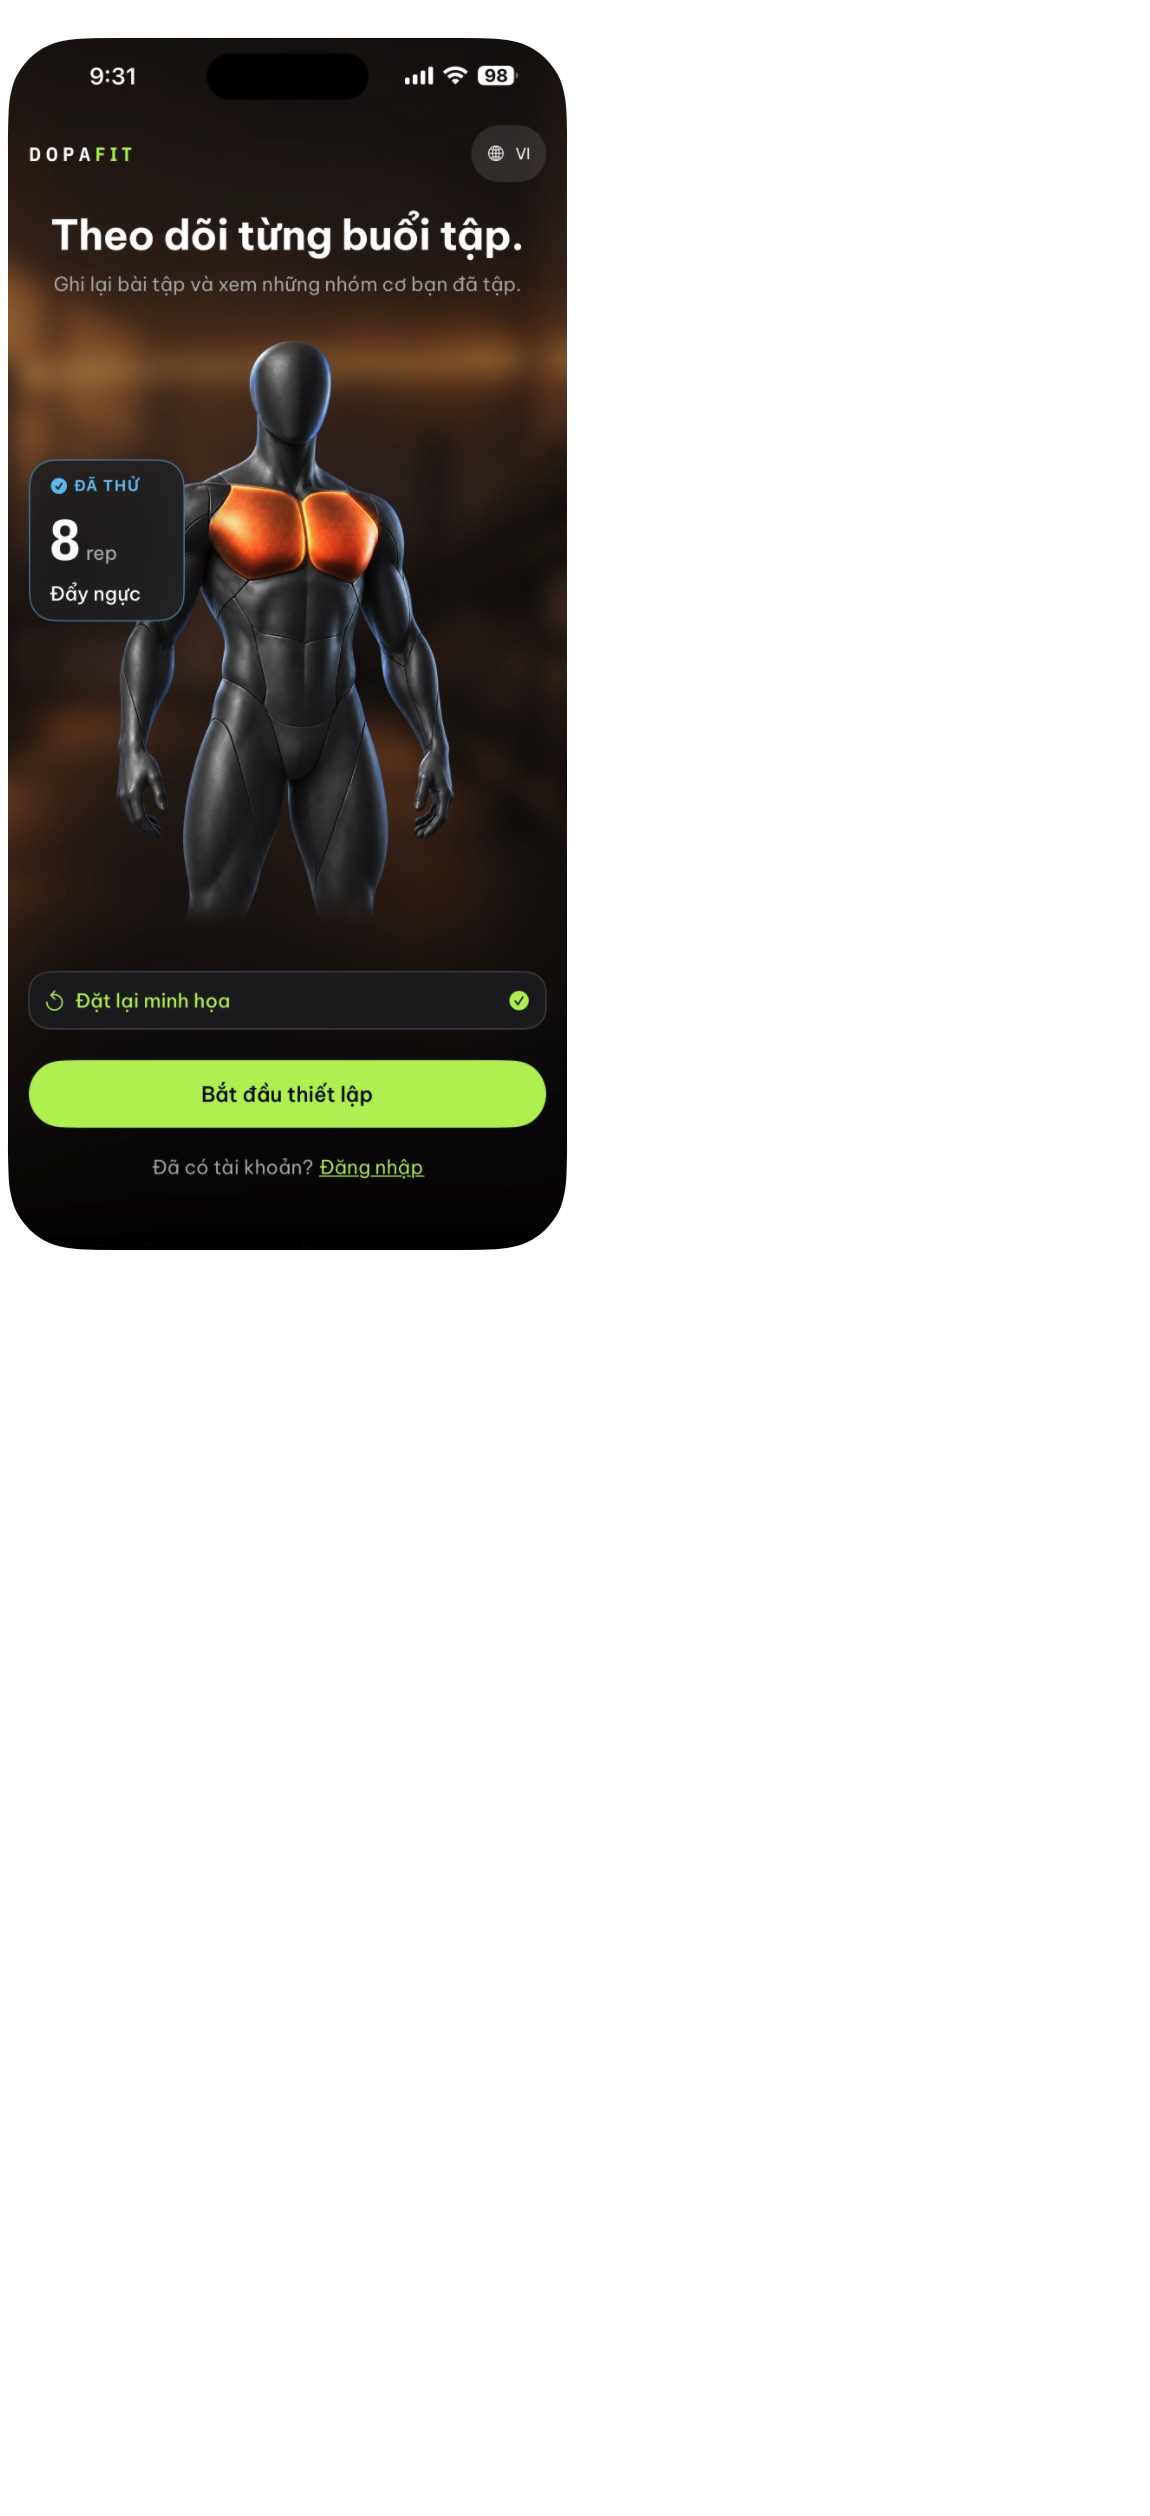 9:31
98
DOPAFIT
VI
Theo dõi từng buổi tập.
Ghi lại bài tập và xem những nhóm cơ bạn đã tập.
ĐÃ THỬ
8 rep
Đẩy ngực
Đặt lại minh họa
Bắt đầu thiết lập
Đã có tài khoản? Đăng nhập